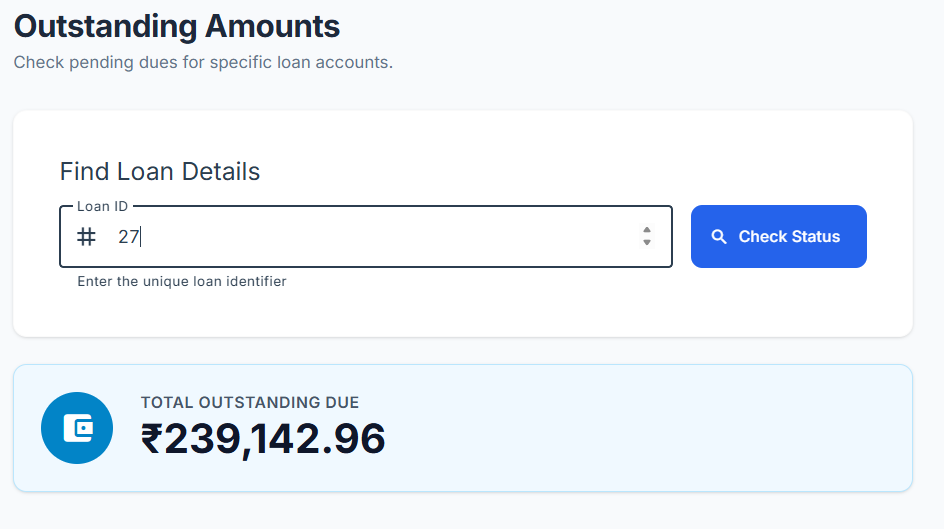 Outstanding Amounts
Check pending dues for specific loan accounts.
Find Loan Details
Loan ID
# 27
Check Status
Enter the unique loan identifier
TOTAL OUTSTANDING DUE
₹239,142.96